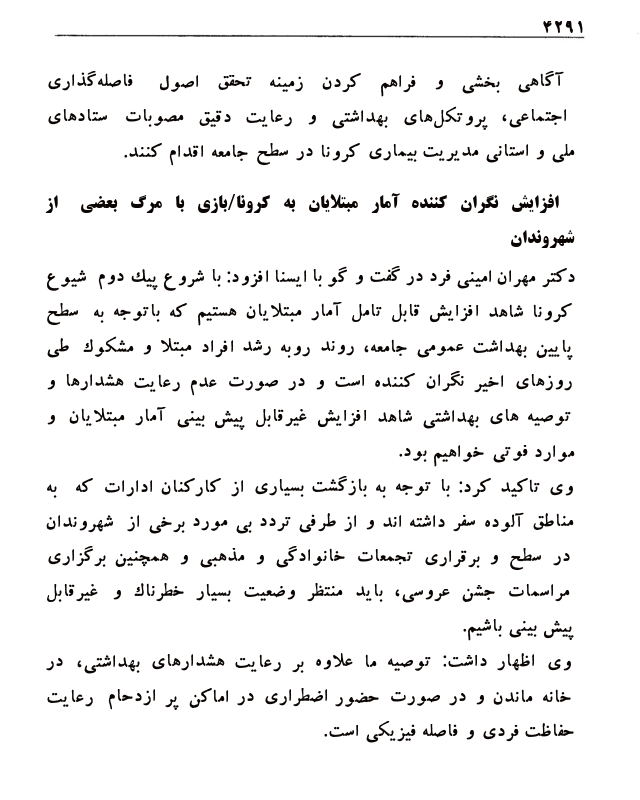 ۴۲۹۱
آگاهی بخشی و فراهم کردن زمینه تحقق اصول فاصله‌گذاری
اجتماعی، پروتکل‌های بهداشتی و رعایت دقیق مصوبات ستادهای
ملی و استانی مدیریت بیماری کرونا در سطح جامعه اقدام کنند.
افزایش نگران کننده آمار مبتلایان به کرونا/بازی با مرگ بعضی از
شهروندان
دکتر مهران امینی فرد در گفت و گو با ایسنا افزود: با شروع پیك دوم شیوع
کرونا شاهد افزایش قابل تامل آمار مبتلایان هستیم که باتوجه به سطح
پایین بهداشت عمومی جامعه، روند روبه رشد افراد مبتلا و مشکوك طی
روزهای اخیر نگران کننده است و در صورت عدم رعایت هشدارها و
توصیه های بهداشتی شاهد افزایش غیرقابل پیش بینی آمار مبتلایان و
موارد فوتی خواهیم بود.
وی تاکید کرد: با توجه به بازگشت بسیاری از کارکنان ادارات که به
مناطق آلوده سفر داشته اند و از طرفی تردد بی مورد برخی از شهروندان
در سطح و برقراری تجمعات خانوادگی و مذهبی و همچنین برگزاری
مراسمات جشن عروسی، باید منتظر وضعیت بسیار خطرناك و غیرقابل
پیش بینی باشیم.
وی اظهار داشت: توصیه ما علاوه بر رعایت هشدارهای بهداشتی، در
خانه ماندن و در صورت حضور اضطراری در اماکن پر ازدحام رعایت
حفاظت فردی و فاصله فیزیکی است.